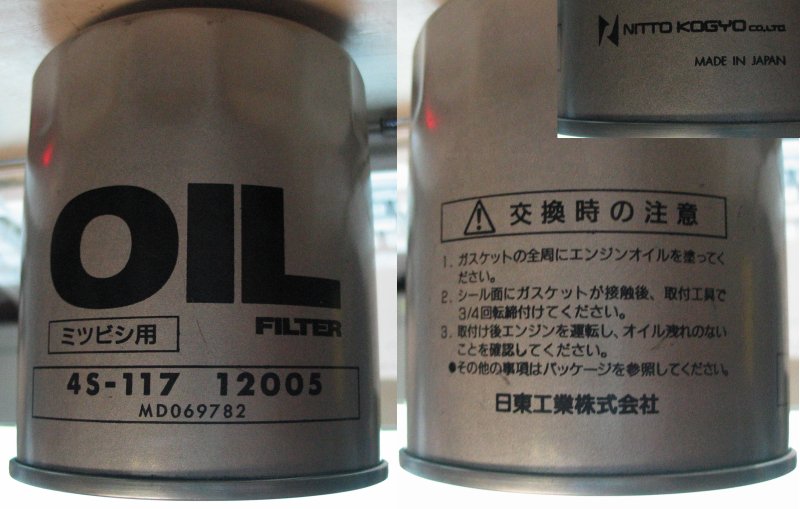 OIL
FILTER
ミツビシ用
4S-117 12005
MD069782
NITTO KOGYO CO.,LTD.
MADE IN JAPAN
交換時の注意
1. ガスケットの全周にエンジンオイルを塗ってく
ださい。
2. シール面にガスケットが接触後、取付工具で
3/4回転締付けてください。
3. 取付け後エンジンを運転し、オイル洩れのない
ことを確認してください。
●その他の事項はパッケージを参照してください。
日東工業株式会社